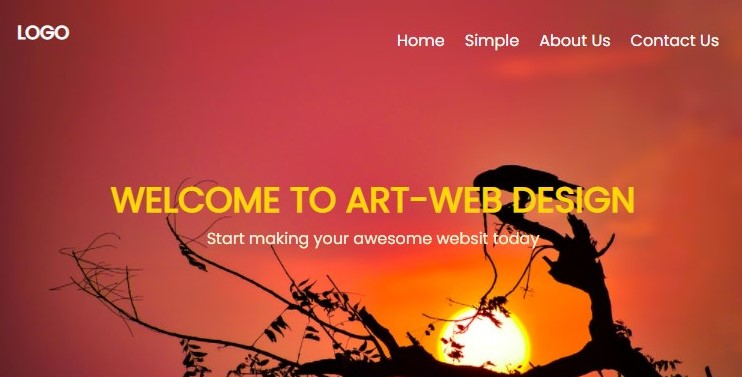 LOGO
Home Simple About Us Contact Us
WELCOME TO ART-WEB DESIGN
Start making your awesome websit today